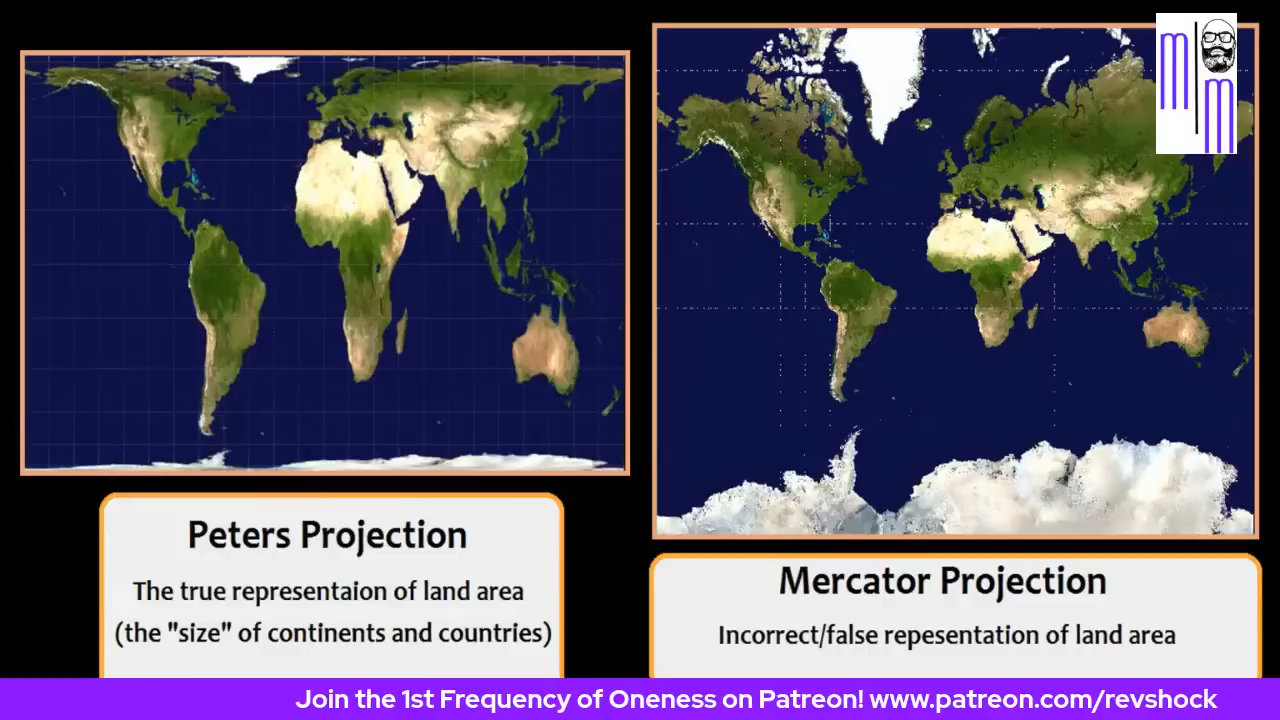 m
m
Peters Projection
The true representaion of land area
(the "size" of continents and countries)
Mercator Projection
Incorrect/false repesentation of land area
Join the 1st Frequency of Oneness on Patreon! www.patreon.com/revshock